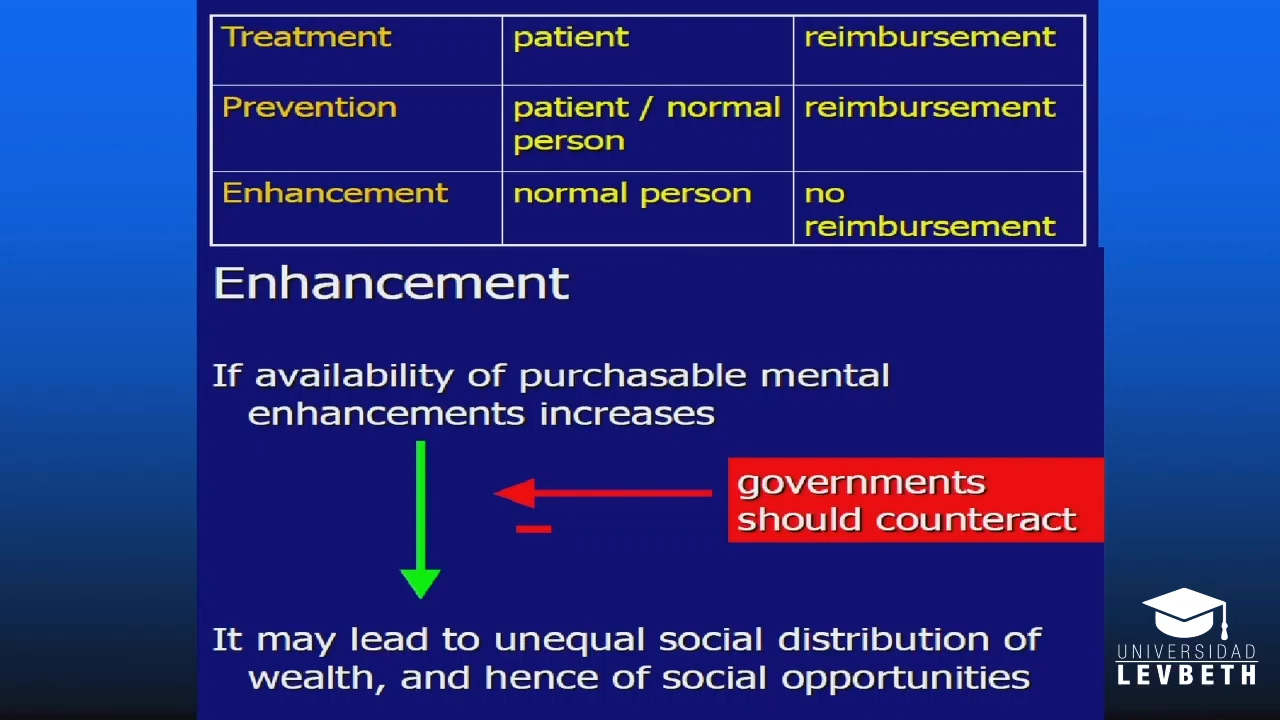 Treatment patient reimbursement
Prevention patient / normal reimbursement
person
Enhancement normal person no
reimbursement
Enhancement
If availability of purchasable mental
enhancements increases
governments
should counteract
It may lead to unequal social distribution of
wealth, and hence of social opportunities
UNIVERSIDAD
LEVBETH